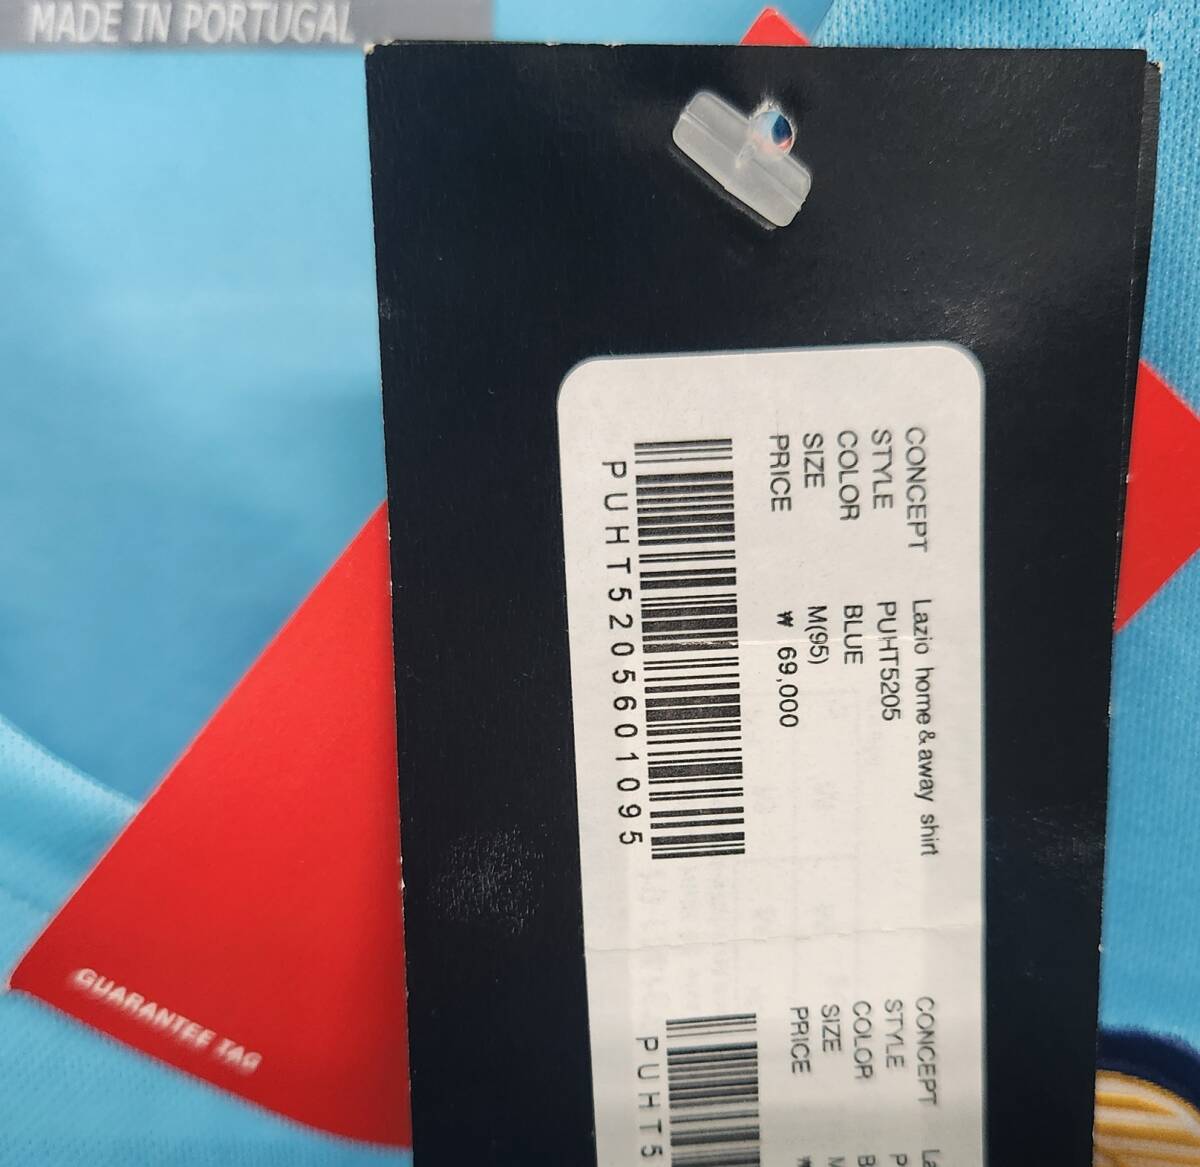 MADE IN PORTUGAL
CONCEPT Lazio home & away shirt
STYLE PUHT5205
COLOR BLUE
SIZE M(95)
PRICE ₩ 69,000
PUHT5205601095
CONCEPT La
STYLE P
COLOR B
SIZE M
PRICE ₩
PUHT5
GUARANTEE TAG